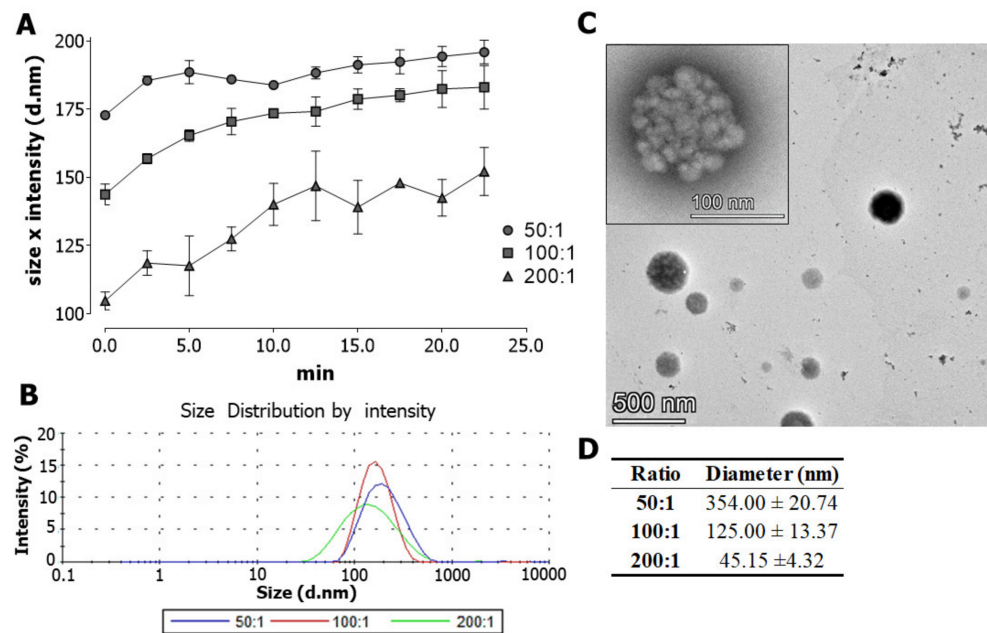 A
size x intensity (d.nm)
200
175
150
125
100
0.0 5.0 10.0 15.0 20.0 25.0
min
50:1
100:1
200:1
B
Size Distribution by intensity
Intensity (%)
20
15
10
5
0
0.1 1 10 100 1000 10000
Size (d.nm)
50:1 100:1 200:1
C
100 nm
500 nm
D
Ratio Diameter (nm)
50:1 354.00 ± 20.74
100:1 125.00 ± 13.37
200:1 45.15 ±4.32